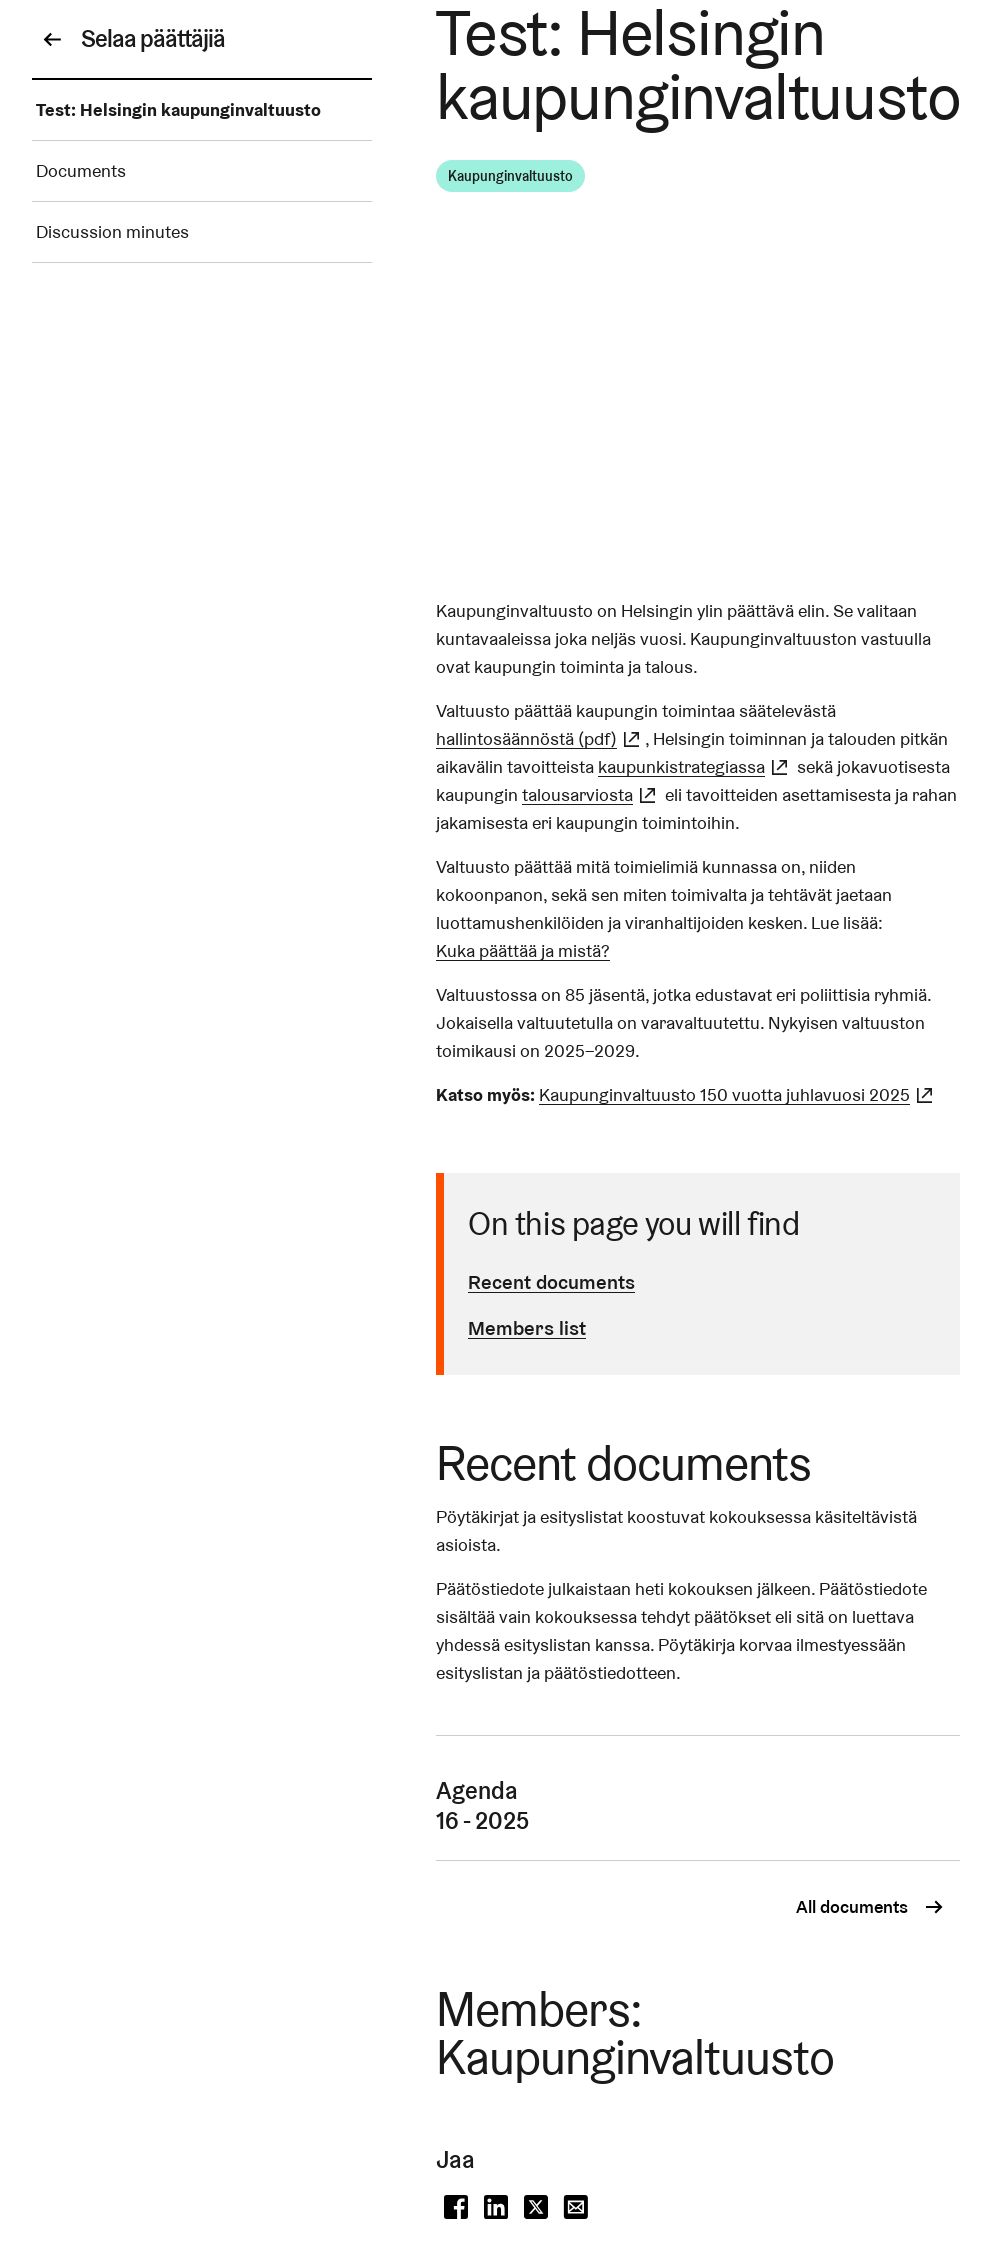 Selaa päättäjiä
Test: Helsingin kaupunginvaltuusto
Documents
Discussion minutes
Test: Helsingin
kaupunginvaltuusto
Kaupunginvaltuusto
Kaupunginvaltuusto on Helsingin ylin päättävä elin. Se valitaan
kuntavaaleissa joka neljäs vuosi. Kaupunginvaltuuston vastuulla
ovat kaupungin toiminta ja talous.
Valtuusto päättää kaupungin toimintaa säätelevästä
hallintosäännöstä (pdf) , Helsingin toiminnan ja talouden pitkän
aikavälin tavoitteista kaupunkistrategiassa sekä jokavuotisesta
kaupungin talousarviosta eli tavoitteiden asettamisesta ja rahan
jakamisesta eri kaupungin toimintoihin.
Valtuusto päättää mitä toimielimiä kunnassa on, niiden
kokoonpanon, sekä sen miten toimivalta ja tehtävät jaetaan
luottamushenkilöiden ja viranhaltijoiden kesken. Lue lisää:
Kuka päättää ja mistä?
Valtuustossa on 85 jäsentä, jotka edustavat eri poliittisia ryhmiä.
Jokaisella valtuutetulla on varavaltuutettu. Nykyisen valtuuston
toimikausi on 2025–2029.
Katso myös: Kaupunginvaltuusto 150 vuotta juhlavuosi 2025
On this page you will find
Recent documents
Members list
Recent documents
Pöytäkirjat ja esityslistat koostuvat kokouksessa käsiteltävistä
asioista.
Päätöstiedote julkaistaan heti kokouksen jälkeen. Päätöstiedote
sisältää vain kokouksessa tehdyt päätökset eli sitä on luettava
yhdessä esityslistan kanssa. Pöytäkirja korvaa ilmestyessään
esityslistan ja päätöstiedotteen.
Agenda
16 - 2025
All documents
Members:
Kaupunginvaltuusto
Jaa